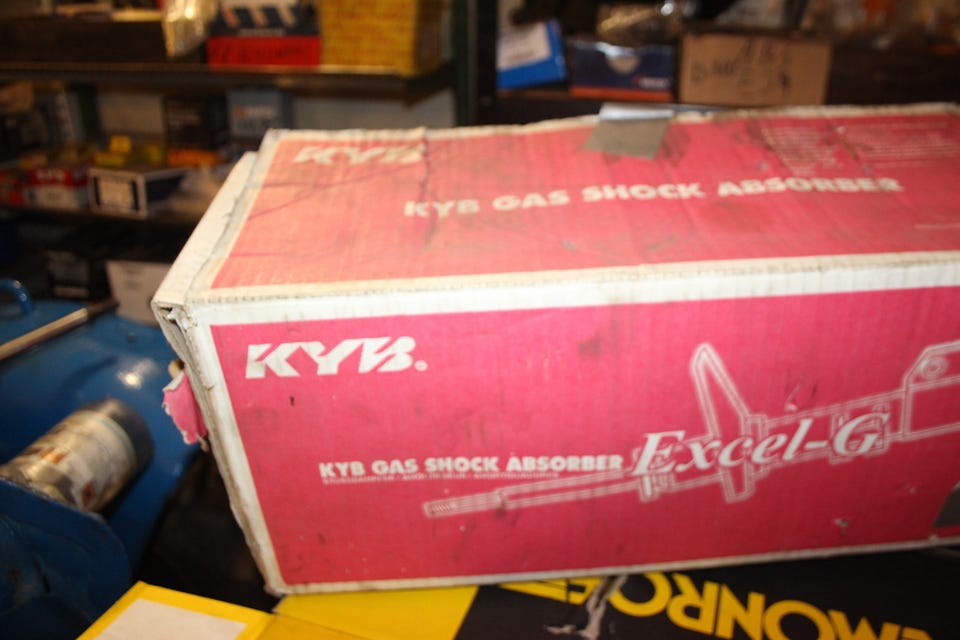 KYB
KYB GAS SHOCK ABSORBER
KYB®
KYB GAS SHOCK ABSORBER Excel-G
MONROE